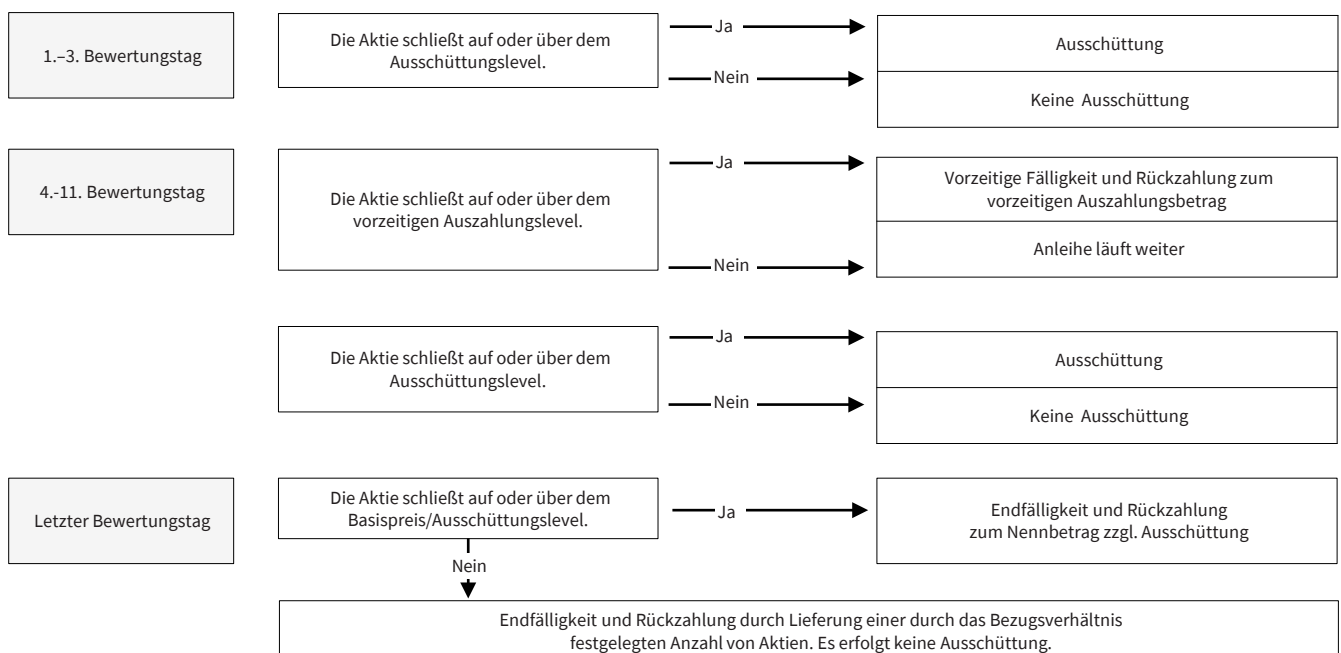 1.–3. Bewertungstag
Die Aktie schließt auf oder über dem
Ausschüttungslevel.
Ja
Nein
Ausschüttung
Keine Ausschüttung
4.-11. Bewertungstag
Die Aktie schließt auf oder über dem
vorzeitigen Auszahlungslevel.
Ja
Nein
Vorzeitige Fälligkeit und Rückzahlung zum
vorzeitigen Auszahlungsbetrag
Anleihe läuft weiter
Die Aktie schließt auf oder über dem
Ausschüttungslevel.
Ja
Nein
Ausschüttung
Keine Ausschüttung
Letzter Bewertungstag
Die Aktie schließt auf oder über dem
Basispreis/Ausschüttungslevel.
Ja
Endfälligkeit und Rückzahlung
zum Nennbetrag zzgl. Ausschüttung
Nein
Endfälligkeit und Rückzahlung durch Lieferung einer durch das Bezugsverhältnis
festgelegten Anzahl von Aktien. Es erfolgt keine Ausschüttung.